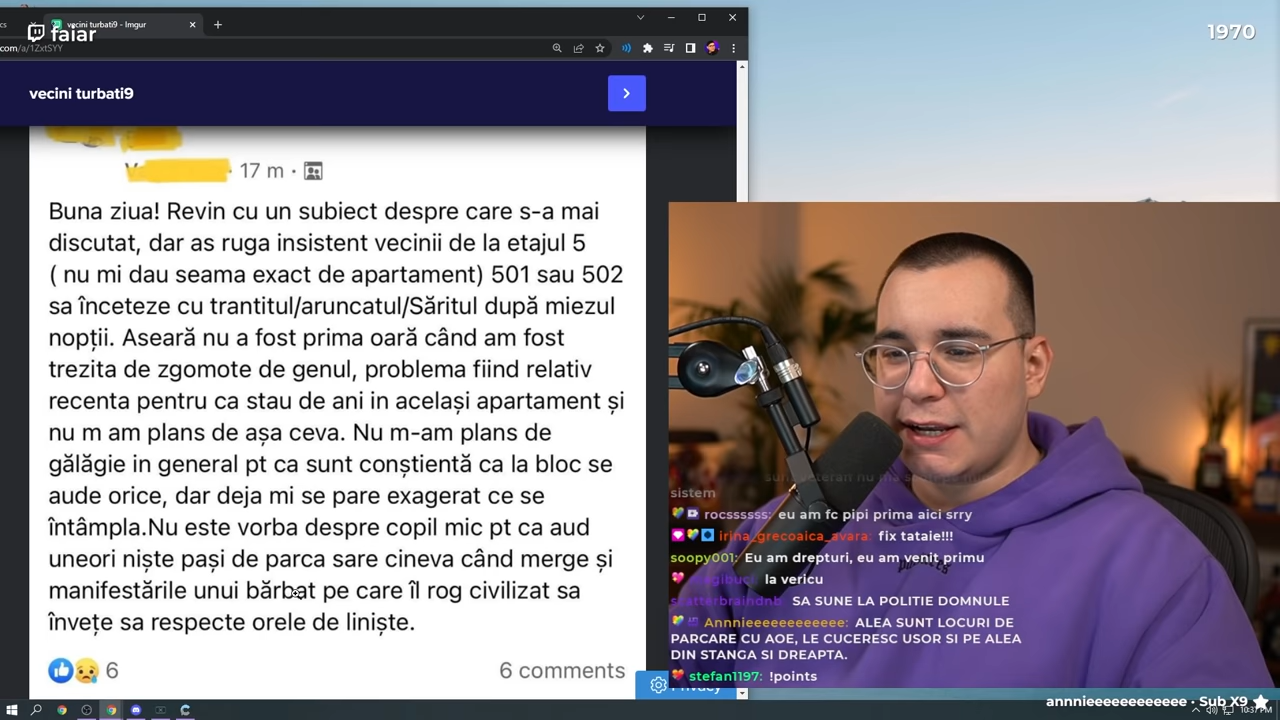 vecini turbati9 - Imgur
faiar
1970
com/a/1ZxtSYY
vecini turbati9
17 m
Buna ziua! Revin cu un subiect despre care s-a mai
discutat, dar as ruga insistent vecinii de la etajul 5
( nu mi dau seama exact de apartament) 501 sau 502
sa înceteze cu trantitul/aruncatul/Săritul după miezul
nopții. Aseară nu a fost prima oară când am fost
trezita de zgomote de genul, problema fiind relativ
recenta pentru ca stau de ani in același apartament și
nu m am plans de așa ceva. Nu m-am plans de
gălăgie in general pt ca sunt conștientă ca la bloc se
aude orice, dar deja mi se pare exagerat ce se
întâmpla.Nu este vorba despre copil mic pt ca aud
uneori niște pași de parca sare cineva când merge și
manifestările unui bărbat pe care îl rog civilizat sa
învețe sa respecte orele de liniște.
6
6 comments
Privacy
sunt veteran nu ma
sistem
rocssssss: eu am fc pipi prima aici srry
irina_grecoaica_avara: fix tataie!!!
soopy001: Eu am drepturi, eu am venit primu
la vericu
SA SUNE LA POLITIE DOMNULE
Annnieeeeeeeeeee: ALEA SUNT LOCURI DE
PARCARE CU AOE, LE CUCERESC USOR SI PE ALEA
DIN STANGA SI DREAPTA.
stefan1197: !points
annnieeeeeeeeeee · Sub X9
10:37 PM